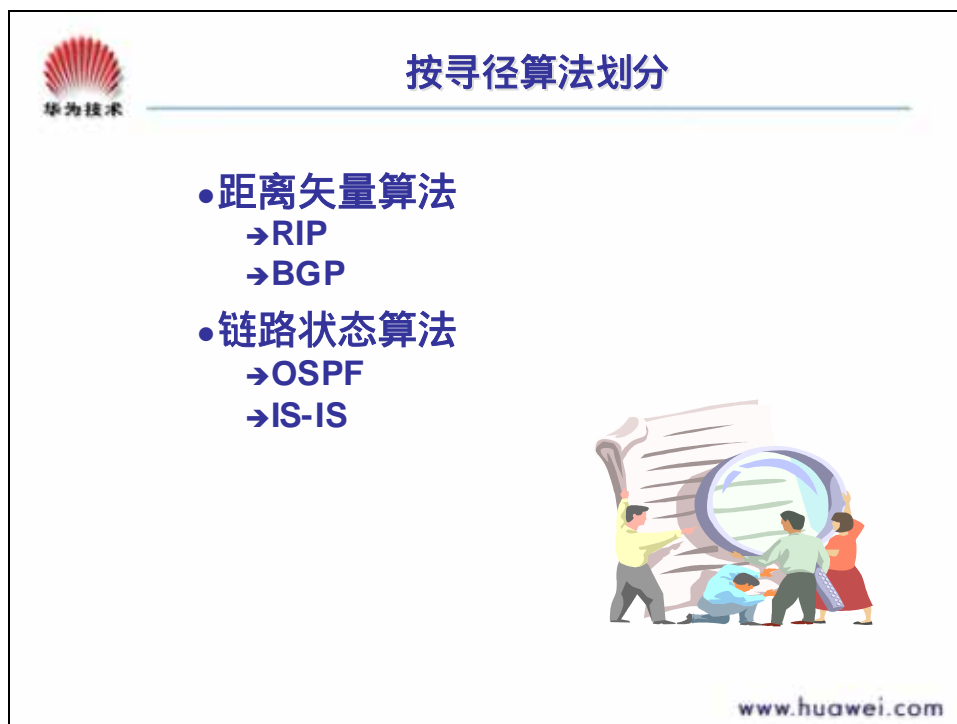 华为技术
按寻径算法划分
●距离矢量算法
➔RIP
➔BGP
●链路状态算法
➔OSPF
➔IS-IS
www.huawei.com